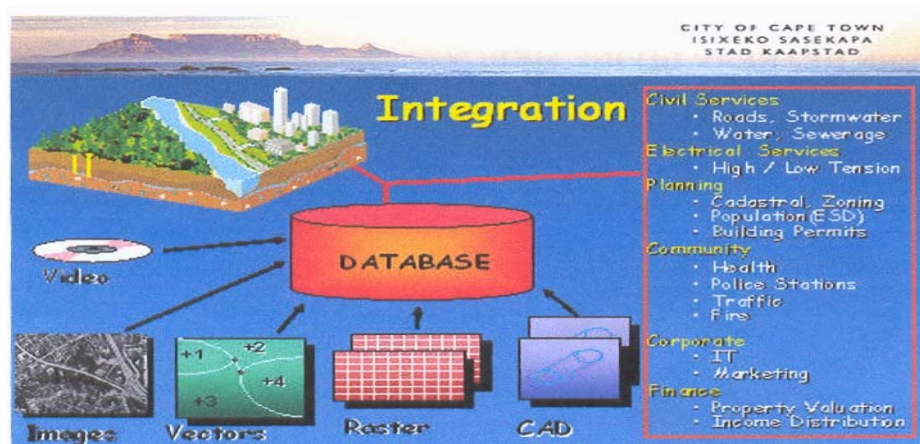 CITY OF CAPE TOWN
ISIXEKO SASEKAPA
STAD KAAPSTAD
Integration
Civil Services
• Roads, Stormwater
• Water, Sewerage
Electrical Services
• High / Low Tension
Planning
• Cadastral, Zoning
• Population(ESD)
• Building Permits
Community
• Health
• Police Stations
• Traffic
• Fire
Corporate
• IT
• Marketing
Finance
• Property Valuation
• Income Distribution
DATABASE
Video
+1
+2
+3
+4
Images
Vectors
Raster
CAD